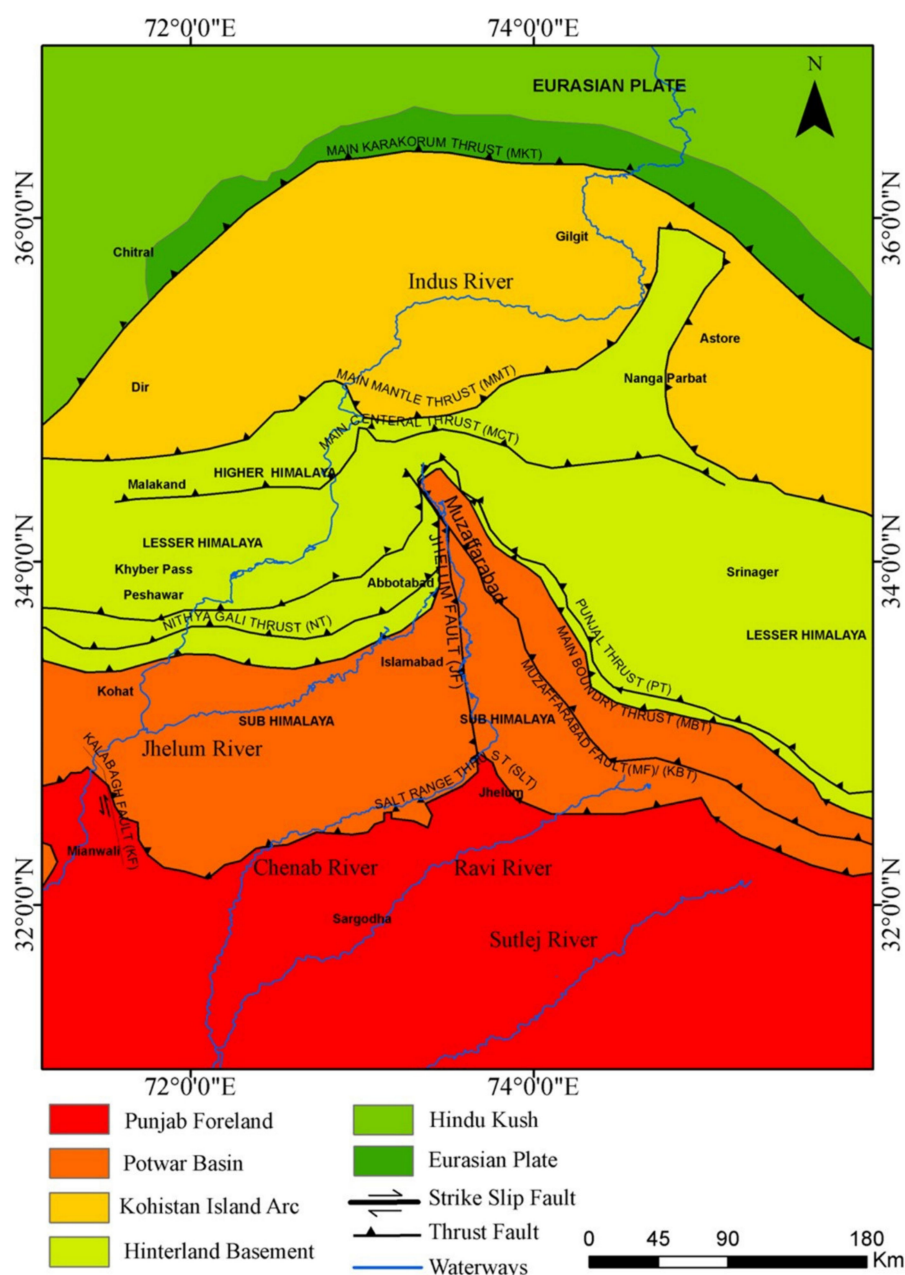 72°0'0"E
74°0'0"E
N
EURASIAN PLATE
MAIN KARAKORUM THRUST (MKT)
36°0'0"N
36°0'0"N
Chitral
Gilgit
Indus River
Astore
Dir
MAIN MANTLE THRUST (MMT)
Nanga Parbat
MAIN CENTERAL THRUST (MCT)
HIGHER HIMALAYA
Malakand
Muzaffarabad
LESSER HIMALAYA
34°0'0"N
34°0'0"N
Khyber Pass
Srinager
Abbotabad
Peshawar
JHELUM FAULT (JF)
NITHYA GALI THRUST (NT)
PUNJAL THRUST (PT)
LESSER HIMALAYA
Islamabad
MAIN BOUNDRY THRUST (MBT)
Kohat
SUB HIMALAYA
SUB HIMALAYA
MUZAFFARABAD FAULT(MF)/ (KBT)
Jhelum River
KALABAGH FAULT (KF)
SALT RANGE THRUST (SLT)
Jhelum
Mianwali
Chenab River
Ravi River
32°0'0"N
32°0'0"N
Sargodha
Sutlej River
72°0'0"E
74°0'0"E
Punjab Foreland
Potwar Basin
Kohistan Island Arc
Hinterland Basement
Hindu Kush
Eurasian Plate
Strike Slip Fault
Thrust Fault
Waterways
0 45 90 180
Km